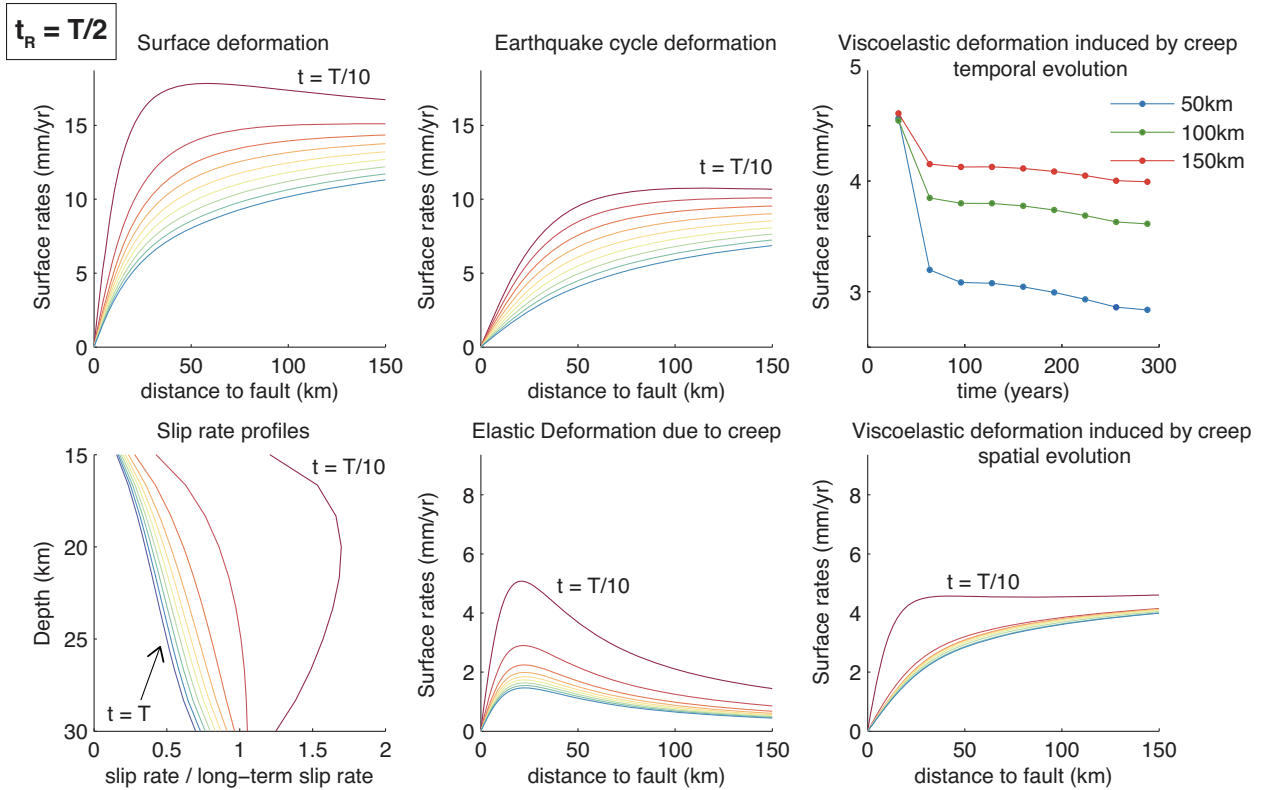 t_R = T/2
Surface deformation
t = T/10
Surface rates (mm/yr)
15
10
5
0
0 50 100 150
distance to fault (km)
Earthquake cycle deformation
t = T/10
Surface rates (mm/yr)
15
10
5
0
0 50 100 150
distance to fault (km)
Viscoelastic deformation induced by creep
temporal evolution
50km
100km
150km
Surface rates (mm/yr)
5
4
3
0 100 200 300
time (years)
Slip rate profiles
t = T/10
t = T
Depth (km)
15
20
25
30
0 0.5 1 1.5 2
slip rate / long−term slip rate
Elastic Deformation due to creep
t = T/10
Surface rates (mm/yr)
8
6
4
2
0
0 50 100 150
distance to fault (km)
Viscoelastic deformation induced by creep
spatial evolution
t = T/10
Surface rates (mm/yr)
8
6
4
2
0
0 50 100 150
distance to fault (km)